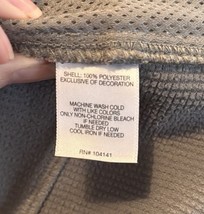 SHELL: 100% POLYESTER
EXCLUSIVE OF DECORATION
MACHINE WASH COLD
WITH LIKE COLORS
ONLY NON-CHLORINE BLEACH
IF NEEDED
TUMBLE DRY LOW
COOL IRON IF NEEDED
RN# 104141